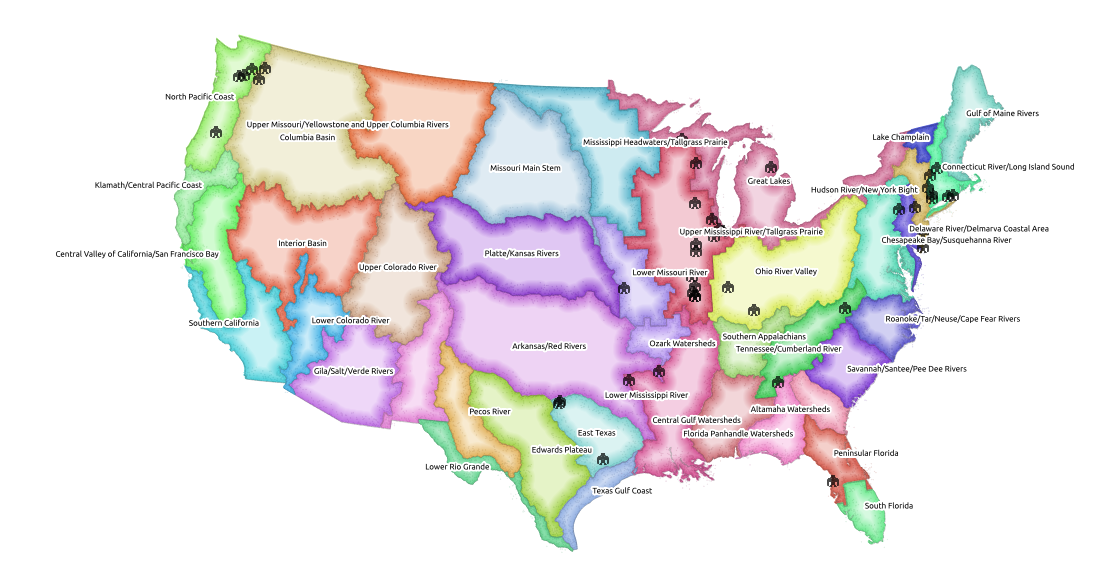 North Pacific Coast
Gulf of Maine Rivers
Upper Missouri/Yellowstone and Upper Columbia Rivers
Columbia Basin
Lake Champlain
Mississippi Headwaters/Tallgrass Prairie
Missouri Main Stem
Connecticut River/Long Island Sound
Great Lakes
Klamath/Central Pacific Coast
Hudson River/New York Bight
Delaware River/Delmarva Coastal Area
Upper Mississippi River/Tallgrass Prairie
Chesapeake Bay/Susquehanna River
Interior Basin
Central Valley of California/San Francisco Bay
Platte/Kansas Rivers
Upper Colorado River
Lower Missouri River
Ohio River Valley
Southern California
Lower Colorado River
Roanoke/Tar/Neuse/Cape Fear Rivers
Southern Appalachians
Arkansas/Red Rivers
Ozark Watersheds
Tennessee/Cumberland River
Gila/Salt/Verde Rivers
Savannah/Santee/Pee Dee Rivers
Lower Mississippi River
Pecos River
Altamaha Watersheds
Central Gulf Watersheds
East Texas
Florida Panhandle Watersheds
Edwards Plateau
Peninsular Florida
Lower Rio Grande
Texas Gulf Coast
South Florida